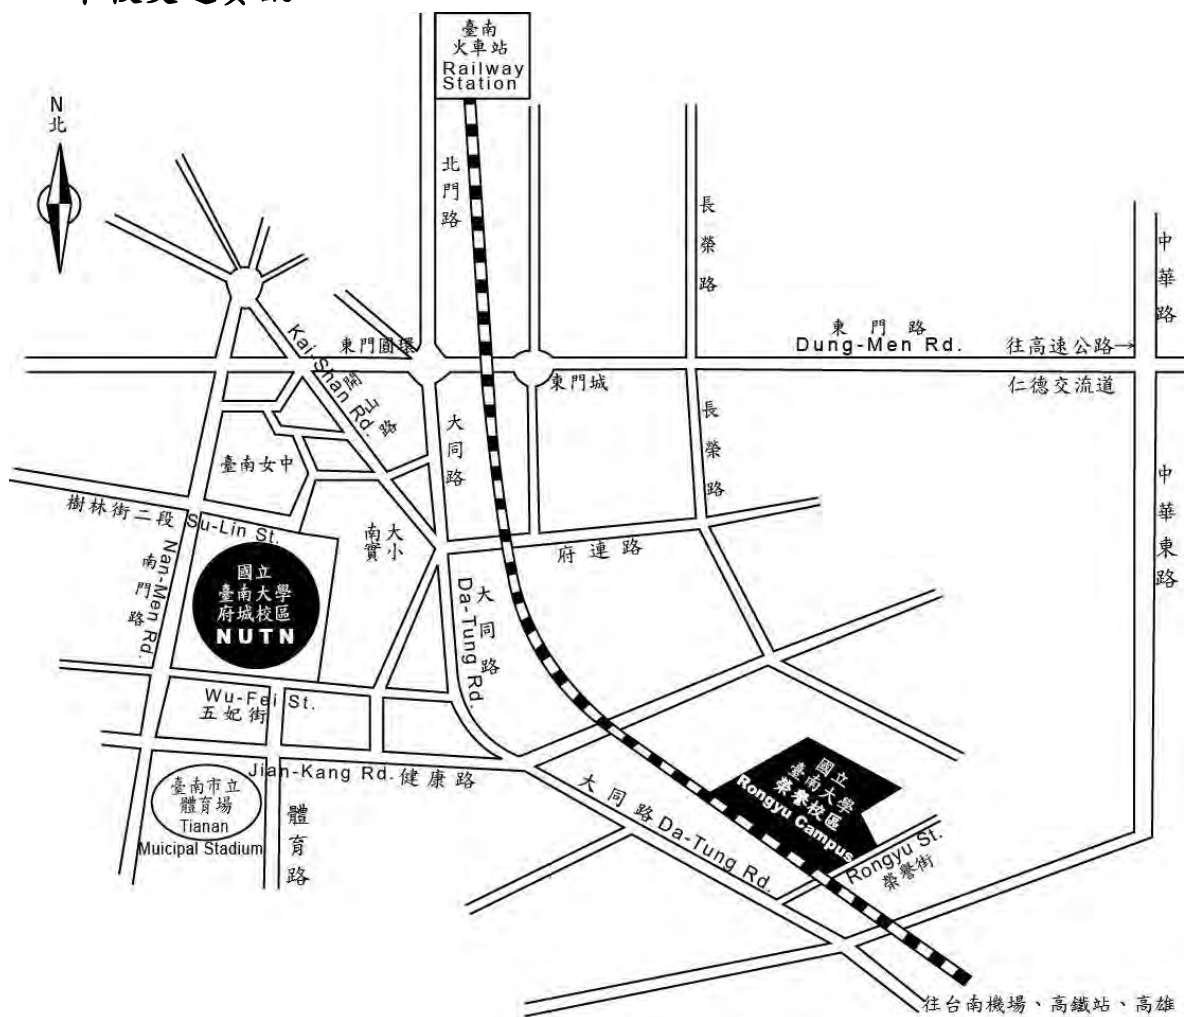 臺南
火車站
Railway
Station
N
北
北門路
長榮路
中華路
東門路
Dung-Men Rd.
往高速公路→
仁德交流道
東門圓環
東門城
Kai-Shan Rd.
開山路
大同路
長榮路
中華東路
臺南女中
樹林街二段 Su-Lin St.
南大實小
府連路
國立
臺南大學
府城校區
NUTN
南門路
Nan-Men Rd.
大同路
Da-Tung Rd.
Wu-Fei St.
五妃街
Jian-Kang Rd. 健康路
臺南市立
體育場
Tianan
Muicipal Stadium
體育路
大同路 Da-Tung Rd.
國立
臺南大學
榮譽校區
Rongyu Campus
Rongyu St.
榮譽街
往台南機場、高鐵站、高雄